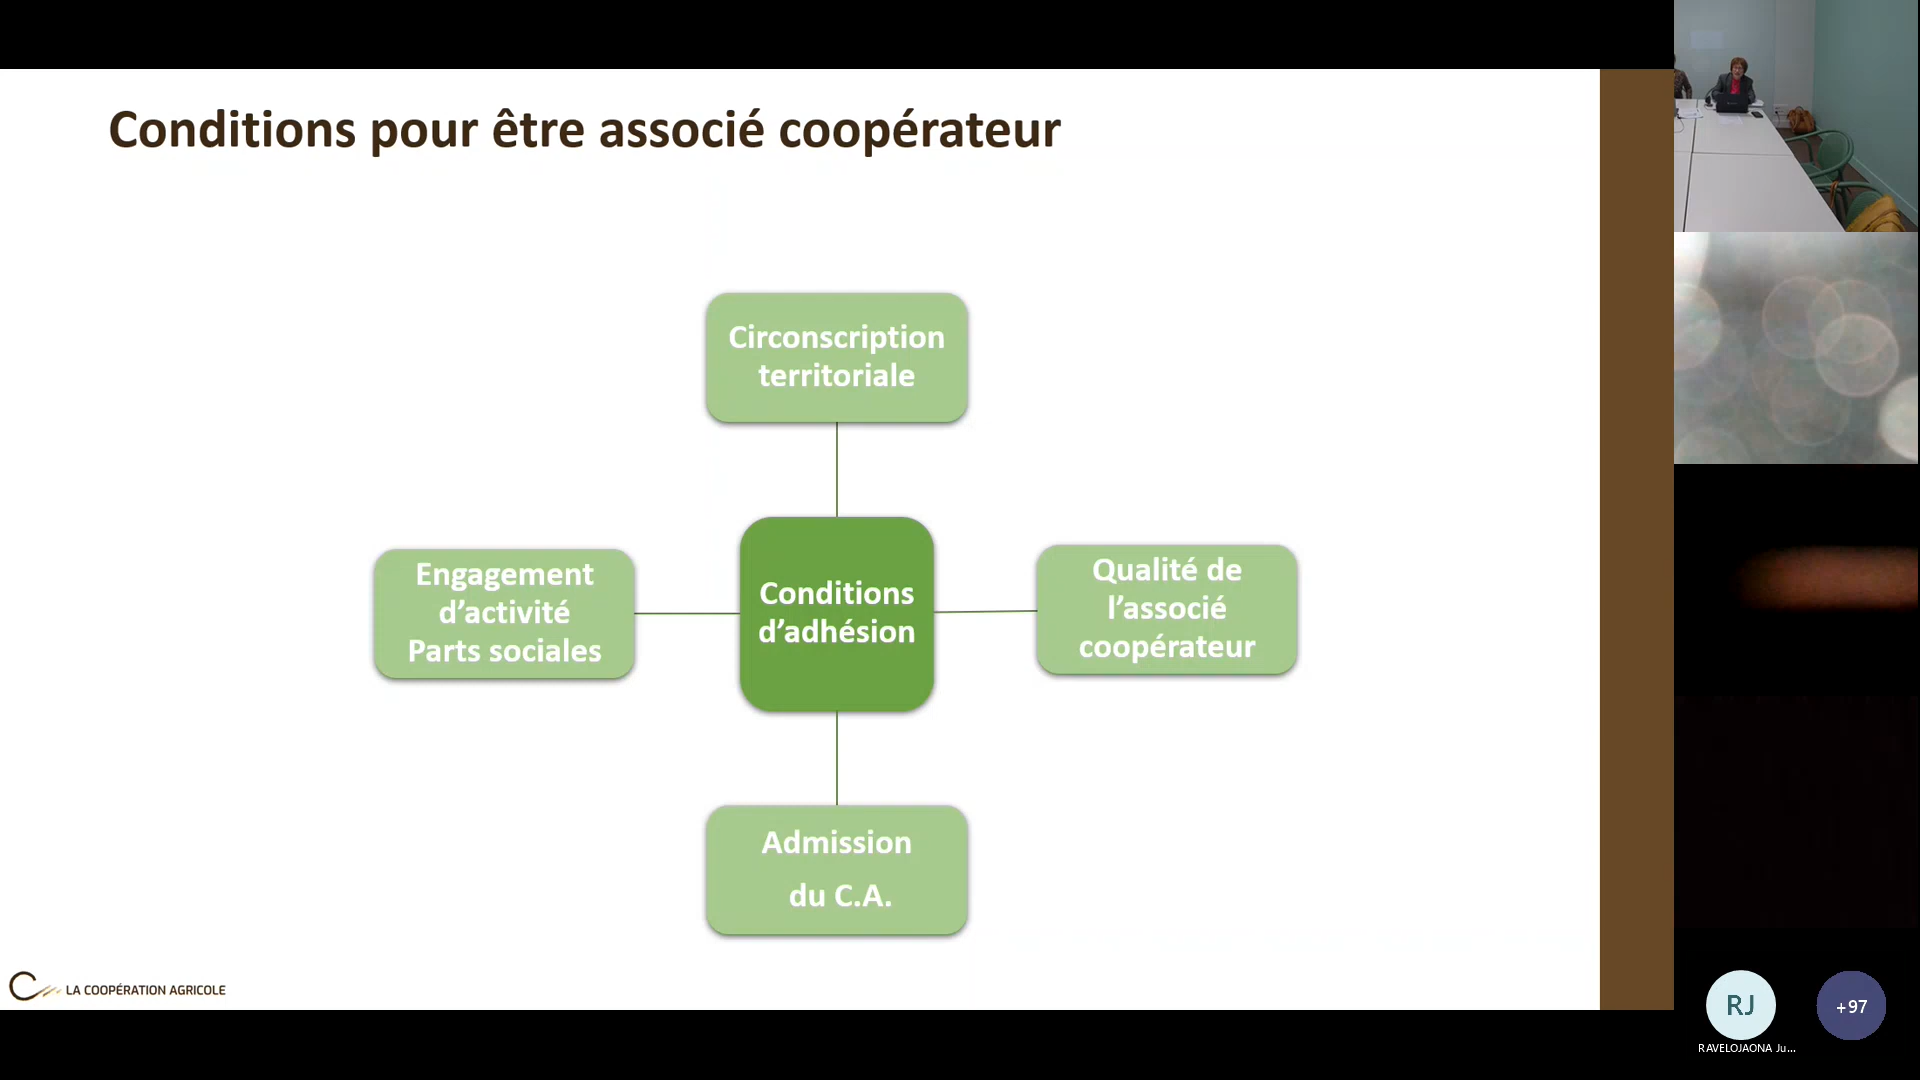 Conditions pour être associé coopérateur
Circonscription
territoriale
Engagement
d’activité
Parts sociales
Conditions
d’adhésion
Qualité de
l’associé
coopérateur
Admission
du C.A.
LA COOPÉRATION AGRICOLE
RJ
+97
RAVELOJAONA Ju...